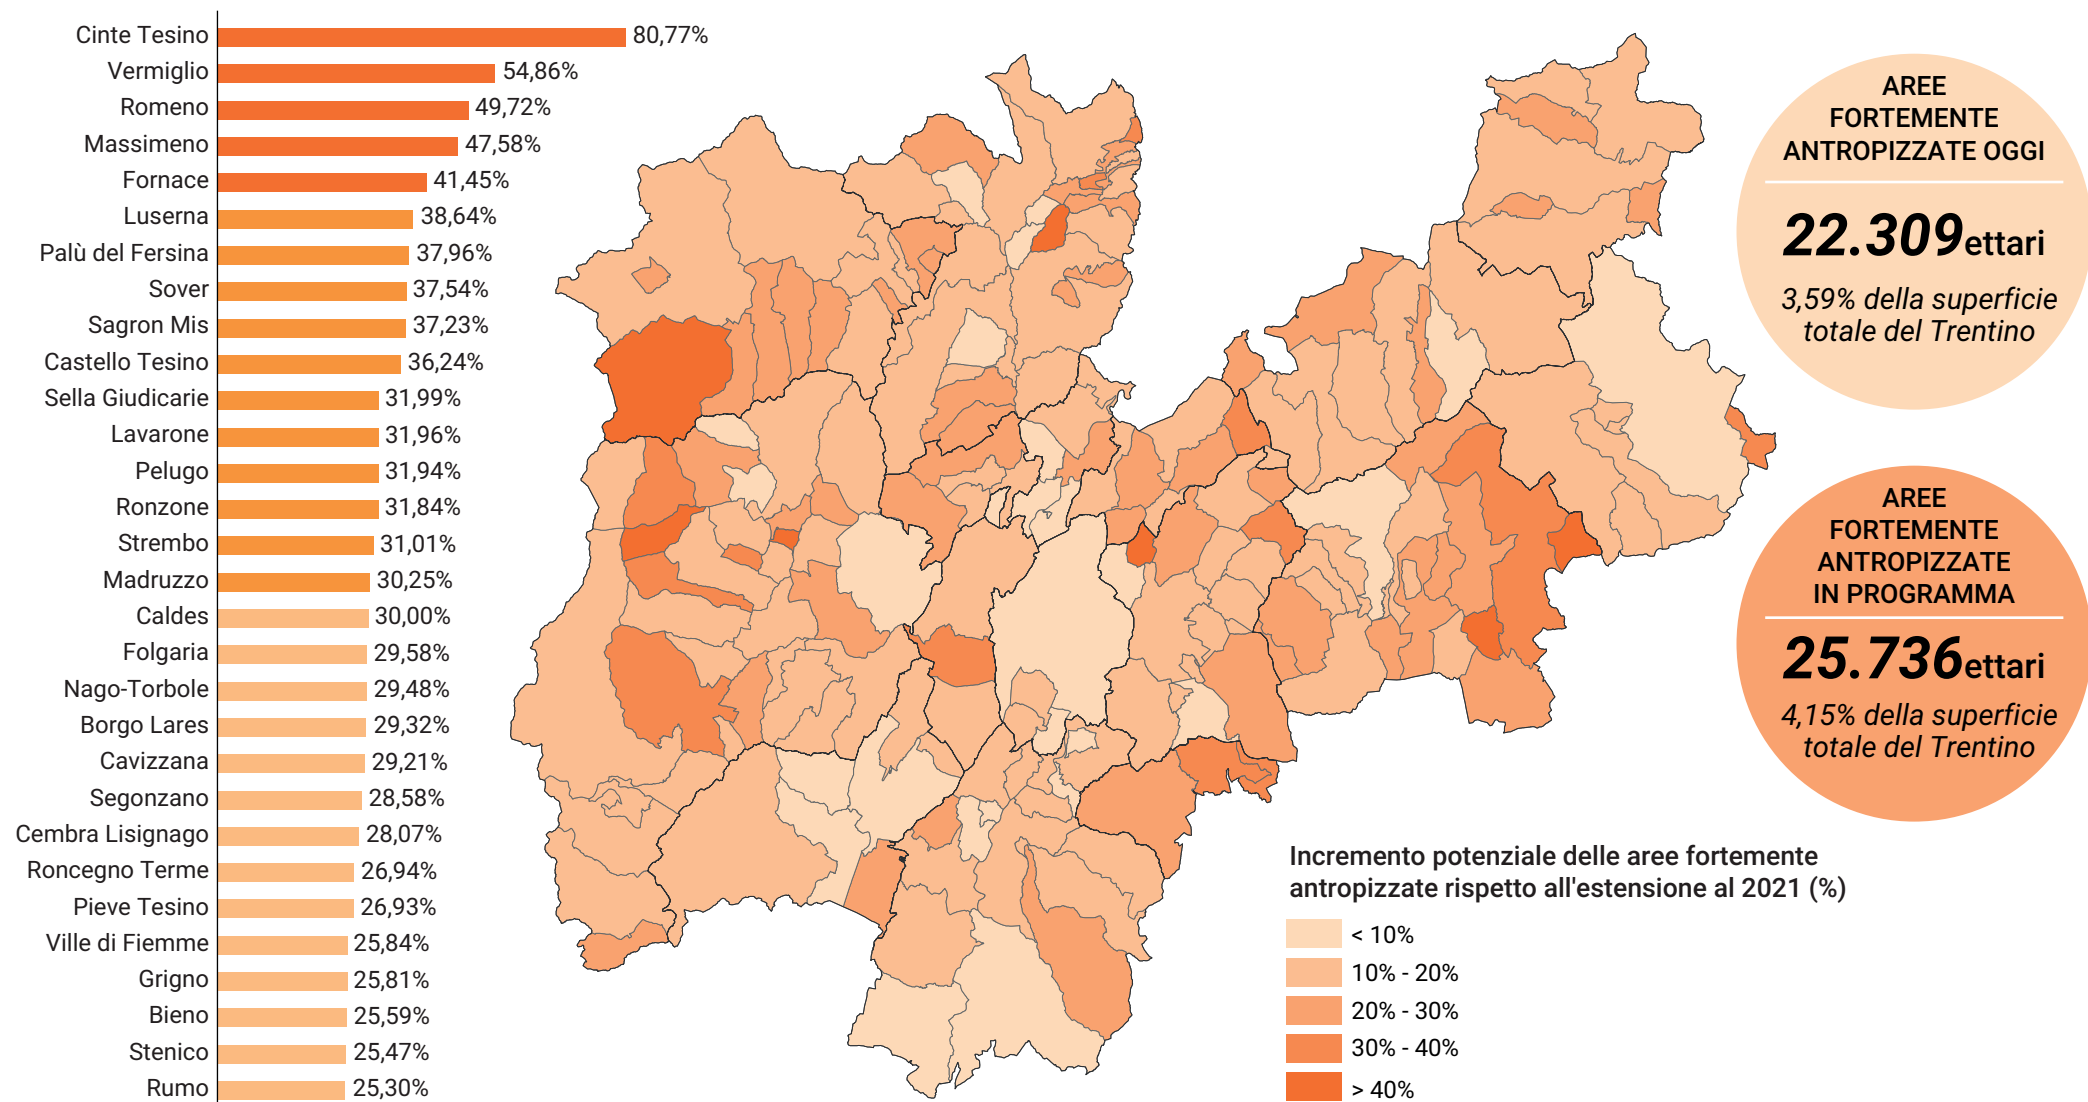 Cinte Tesino 80,77%
Vermiglio 54,86%
Romeno 49,72%
Massimeno 47,58%
Fornace 41,45%
Luserna 38,64%
Palù del Fersina 37,96%
Sover 37,54%
Sagron Mis 37,23%
Castello Tesino 36,24%
Sella Giudicarie 31,99%
Lavarone 31,96%
Pelugo 31,94%
Ronzone 31,84%
Strembo 31,01%
Madruzzo 30,25%
Caldes 30,00%
Folgaria 29,58%
Nago-Torbole 29,48%
Borgo Lares 29,32%
Cavizzana 29,21%
Segonzano 28,58%
Cembra Lisignago 28,07%
Roncegno Terme 26,94%
Pieve Tesino 26,93%
Ville di Fiemme 25,84%
Grigno 25,81%
Bieno 25,59%
Stenico 25,47%
Rumo 25,30%
AREE
FORTEMENTE
ANTROPIZZATE OGGI
22.309 ettari
3,59% della superficie
totale del Trentino
AREE
FORTEMENTE
ANTROPIZZATE
IN PROGRAMMA
25.736 ettari
4,15% della superficie
totale del Trentino
Incremento potenziale delle aree fortemente
antropizzate rispetto all'estensione al 2021 (%)
< 10%
10% - 20%
20% - 30%
30% - 40%
> 40%